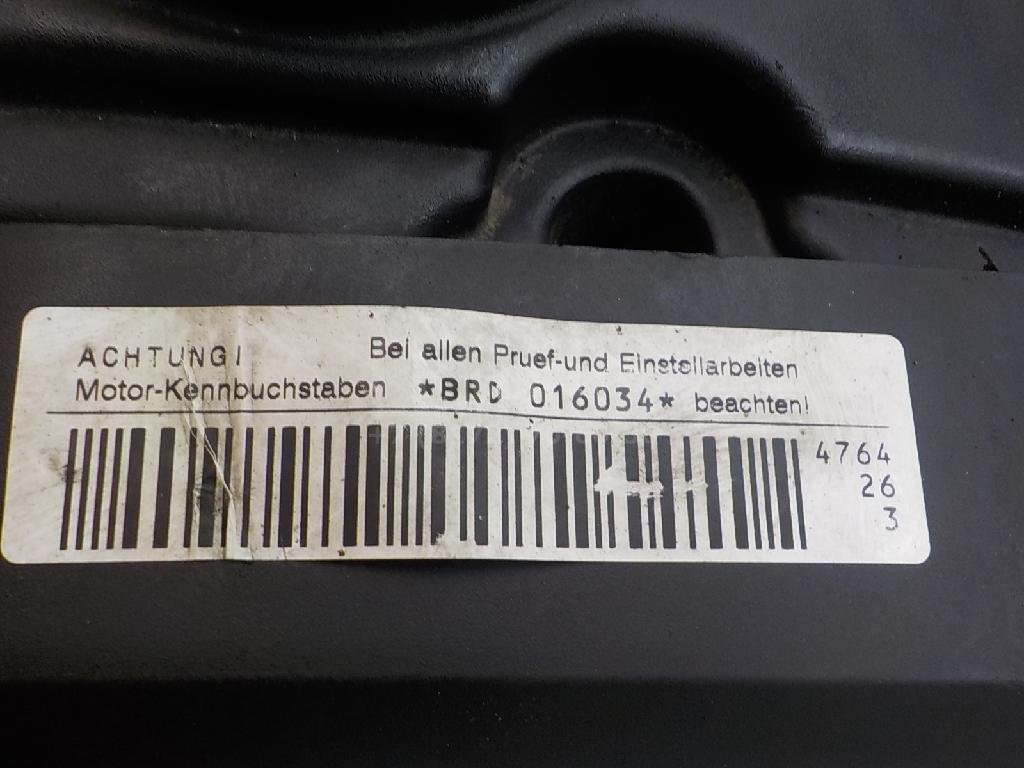 ACHTUNG! Bei allen Pruef-und Einstellarbeiten
Motor-Kennbuchstaben *BRD 016034* beachten!
4764
26
3